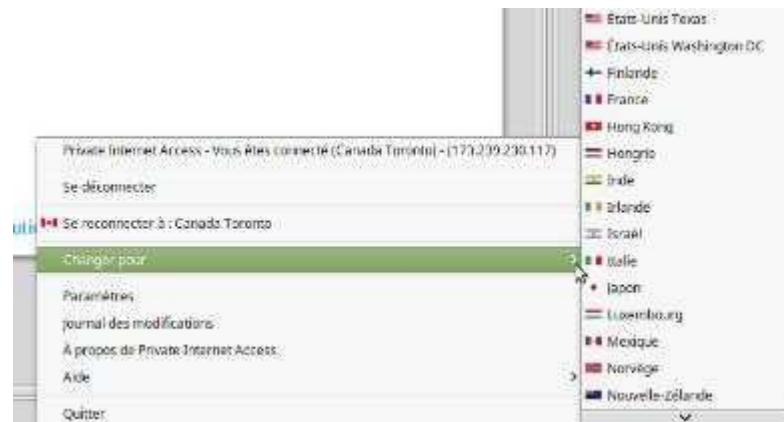 Private Internet Access - Vous êtes connecté (Canada Toronto) - (173.239.230.117)
Se déconnecter
Se reconnecter à : Canada Toronto
Changer pour
Paramètres
Journal des modifications
À propos de Private Internet Access
Aide
Quitter
États-Unis Texas
États-Unis Washington DC
Finlande
France
Hong Kong
Hongrie
Inde
Irlande
Israël
Italie
Japon
Luxembourg
Mexique
Norvège
Nouvelle-Zélande